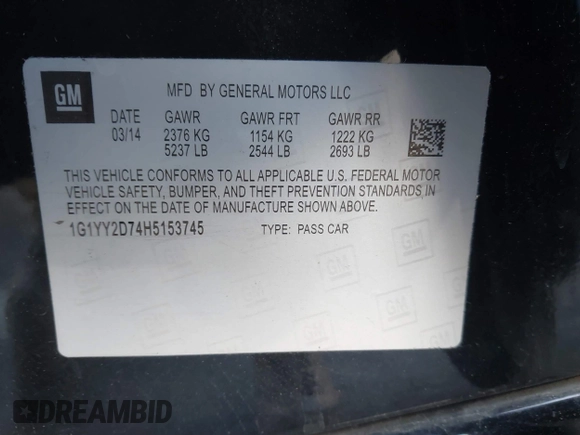 GM
MFD BY GENERAL MOTORS LLC
DATE GAWR GAWR FRT GAWR RR
03/14 2376 KG 1154 KG 1222 KG
5237 LB 2544 LB 2693 LB
THIS VEHICLE CONFORMS TO ALL APPLICABLE U.S. FEDERAL MOTOR
VEHICLE SAFETY, BUMPER, AND THEFT PREVENTION STANDARDS IN
EFFECT ON THE DATE OF MANUFACTURE SHOWN ABOVE.
1G1YY2D74H5153745 TYPE: PASS CAR
DREAMBID